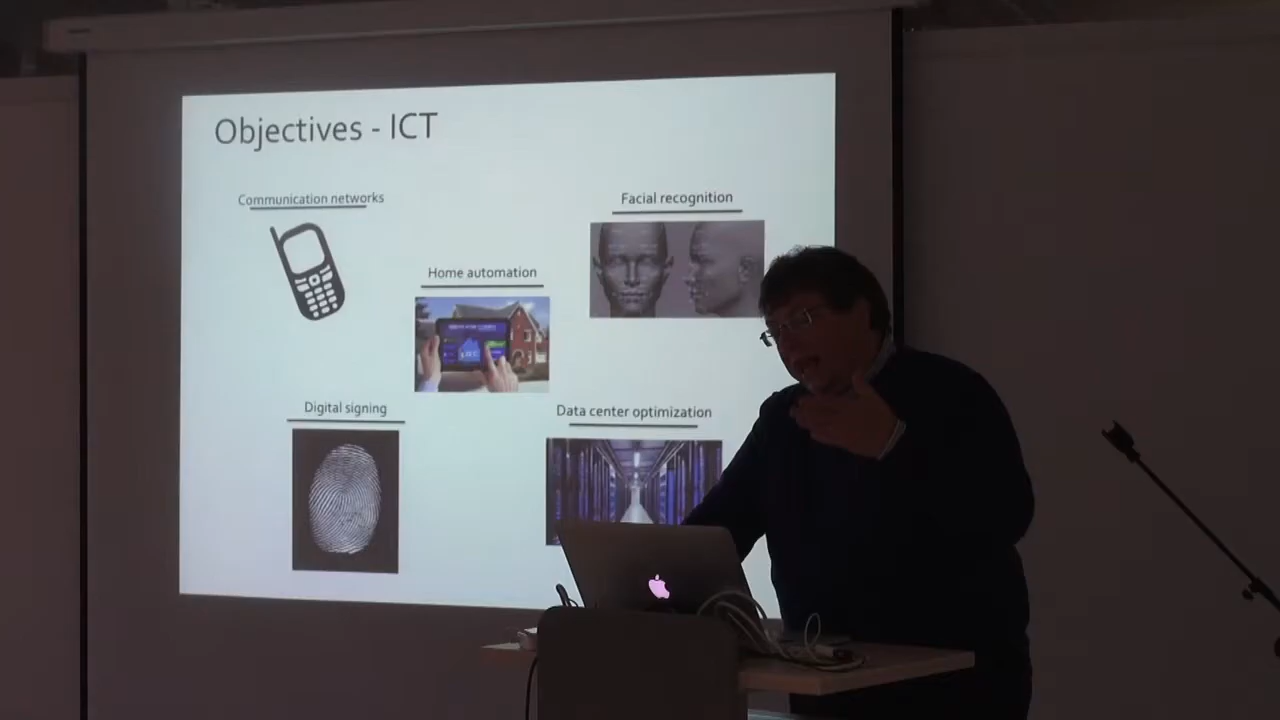 Objectives - ICT
Communication networks
Facial recognition
Home automation
Digital signing
Data center optimization